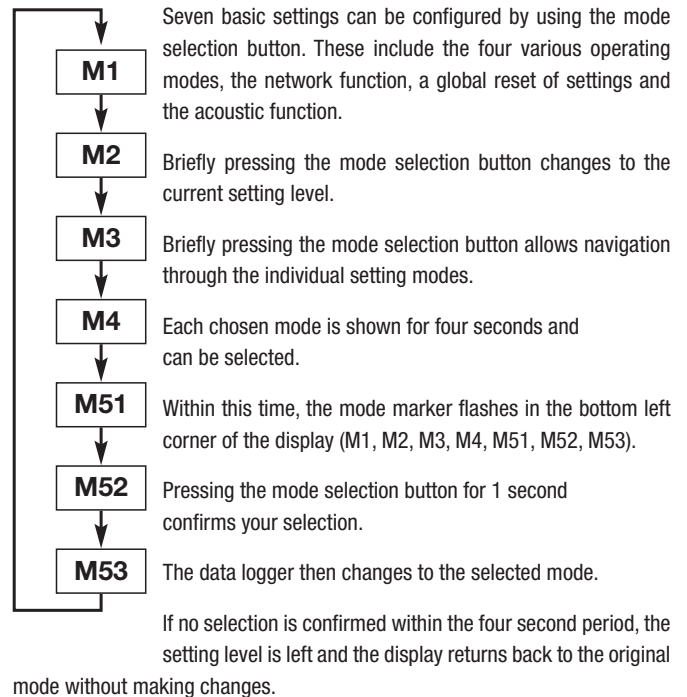 Seven basic settings can be configured by using the mode
selection button. These include the four various operating
modes, the network function, a global reset of settings and
the acoustic function.
M1
M2
Briefly pressing the mode selection button changes to the
current setting level.
M3
Briefly pressing the mode selection button allows navigation
through the individual setting modes.
M4
Each chosen mode is shown for four seconds and
can be selected.
M51
Within this time, the mode marker flashes in the bottom left
corner of the display (M1, M2, M3, M4, M51, M52, M53).
M52
Pressing the mode selection button for 1 second
confirms your selection.
M53
The data logger then changes to the selected mode.
If no selection is confirmed within the four second period, the
setting level is left and the display returns back to the original
mode without making changes.